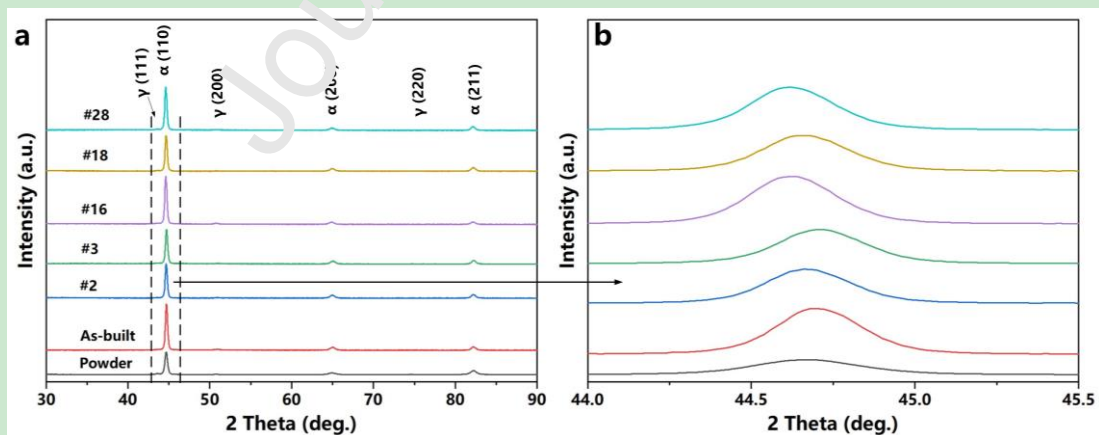 a
γ (111)
α (110)
γ (200)
γ (220)
α (211)
#28
#18
#16
#3
#2
As-built
Powder
Intensity (a.u.)
30 40 50 60 70 80 90
2 Theta (deg.)
b
Intensity (a.u.)
44.0 44.5 45.0 45.5
2 Theta (deg.)
Jou